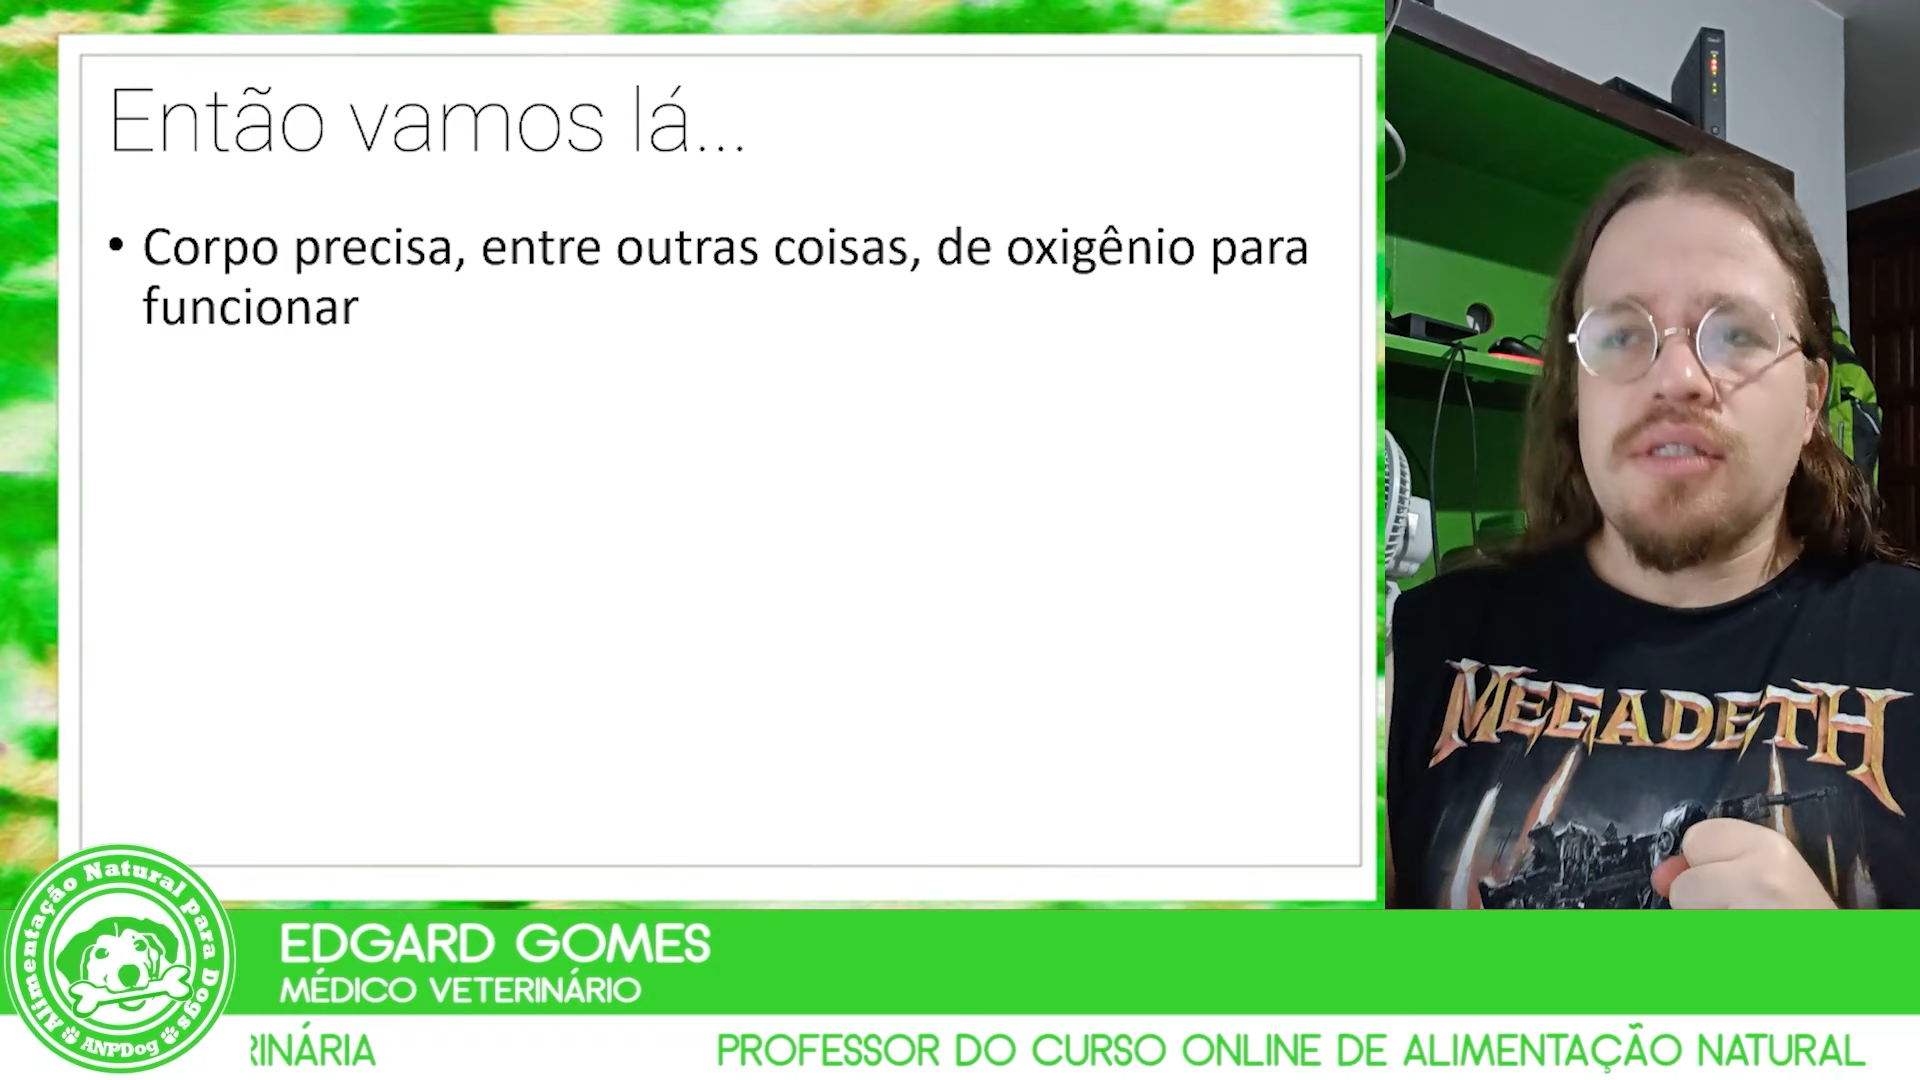 Então vamos lá...
• Corpo precisa, entre outras coisas, de oxigênio para
funcionar
MEGADETH
Alimentação Natural para Dogs
ANPDog
EDGARD GOMES
MÉDICO VETERINÁRIO
RINÁRIA
PROFESSOR DO CURSO ONLINE DE ALIMENTAÇÃO NATURAL